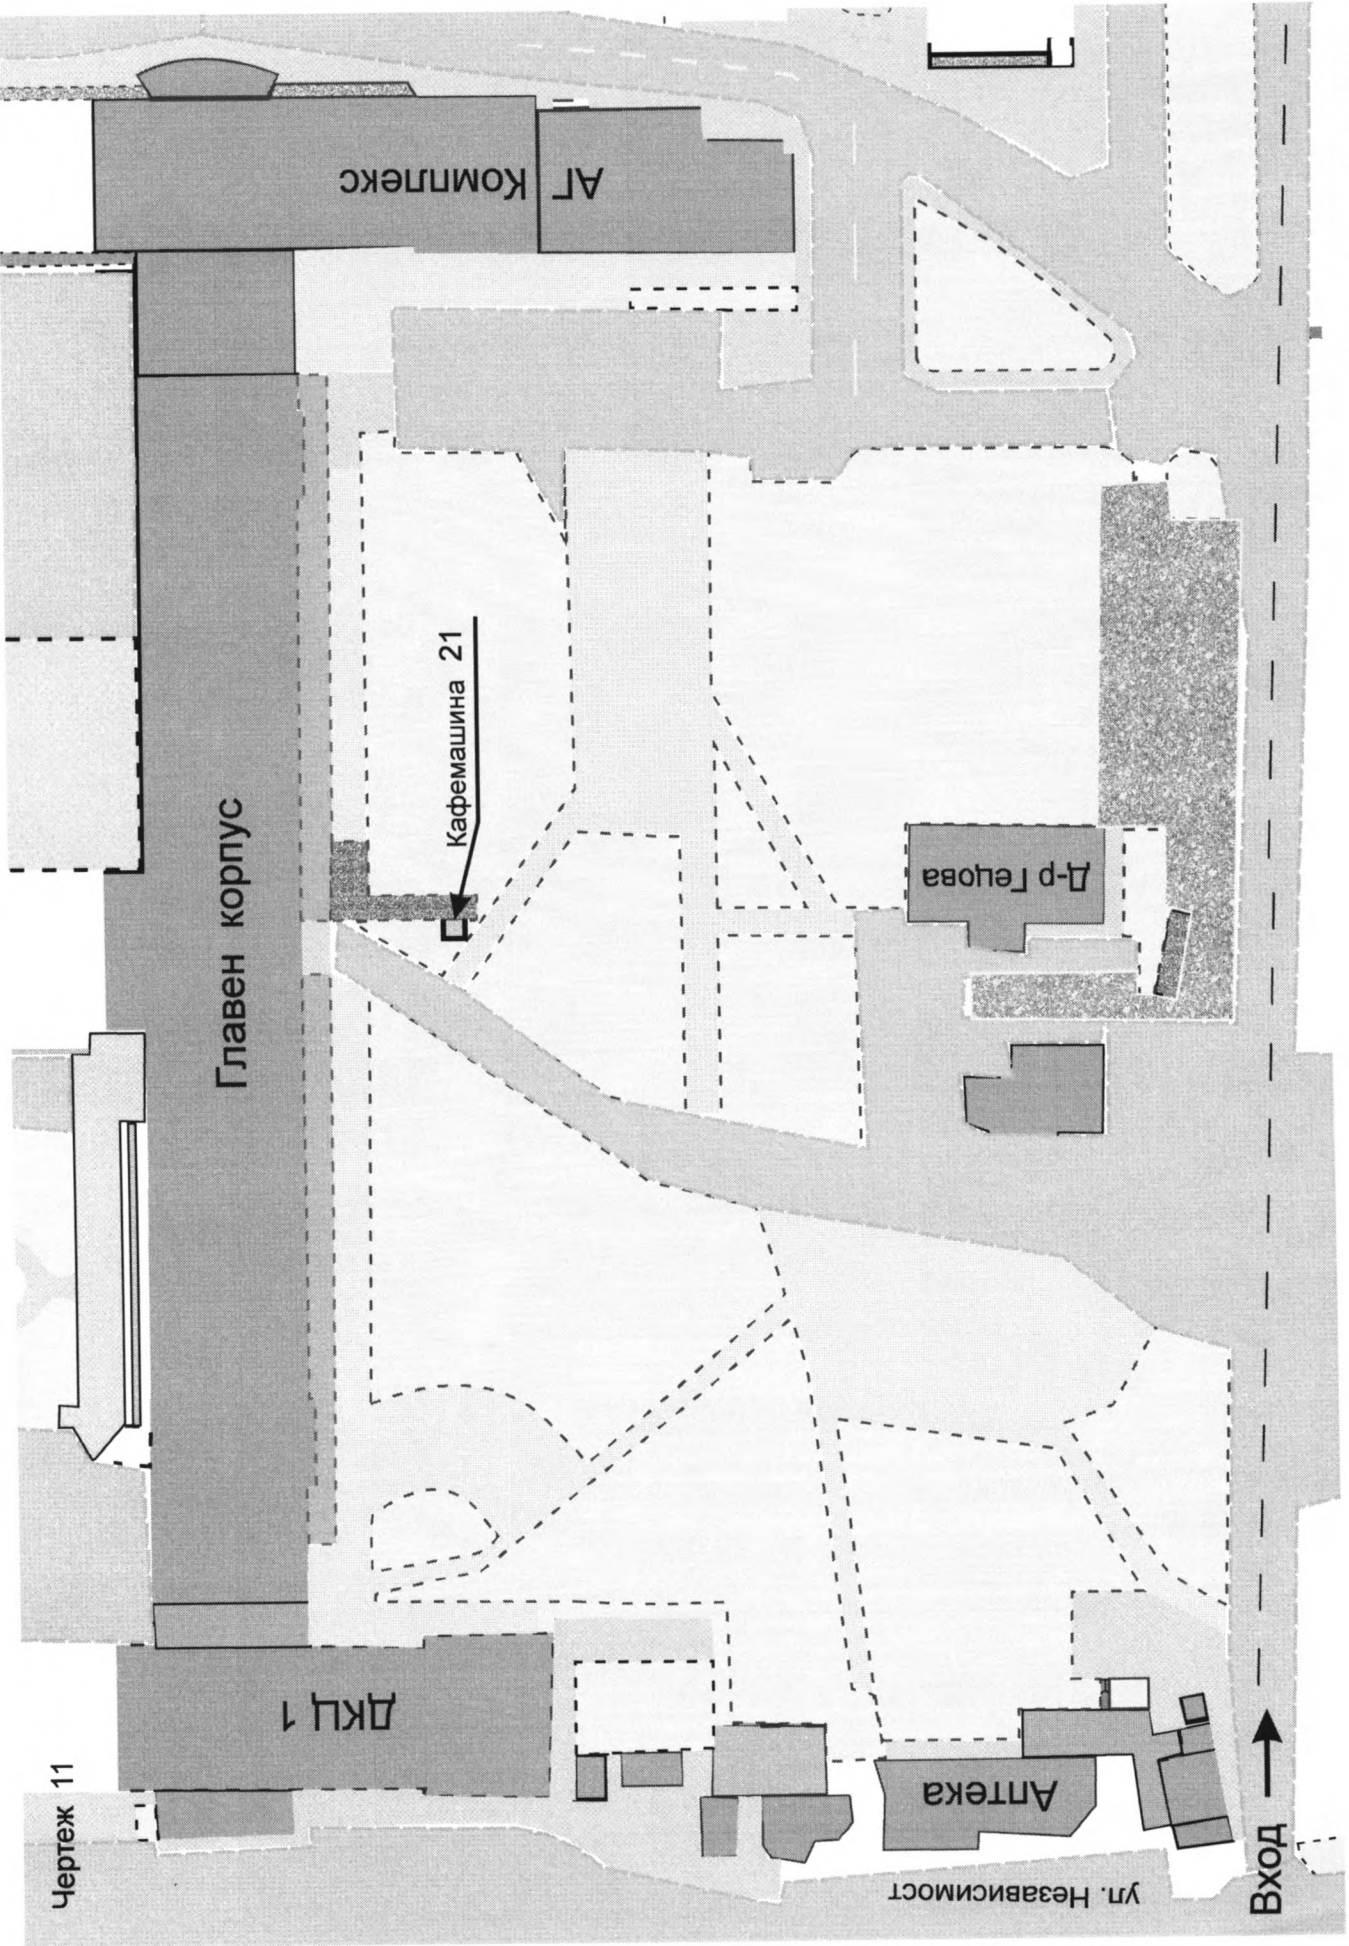 Чертеж 11
Главен корпус
АГ Комплекс
Кафемашина 21
Д-р Гецова
ДКЦ 1
Аптека
ул. Независимост
Вход